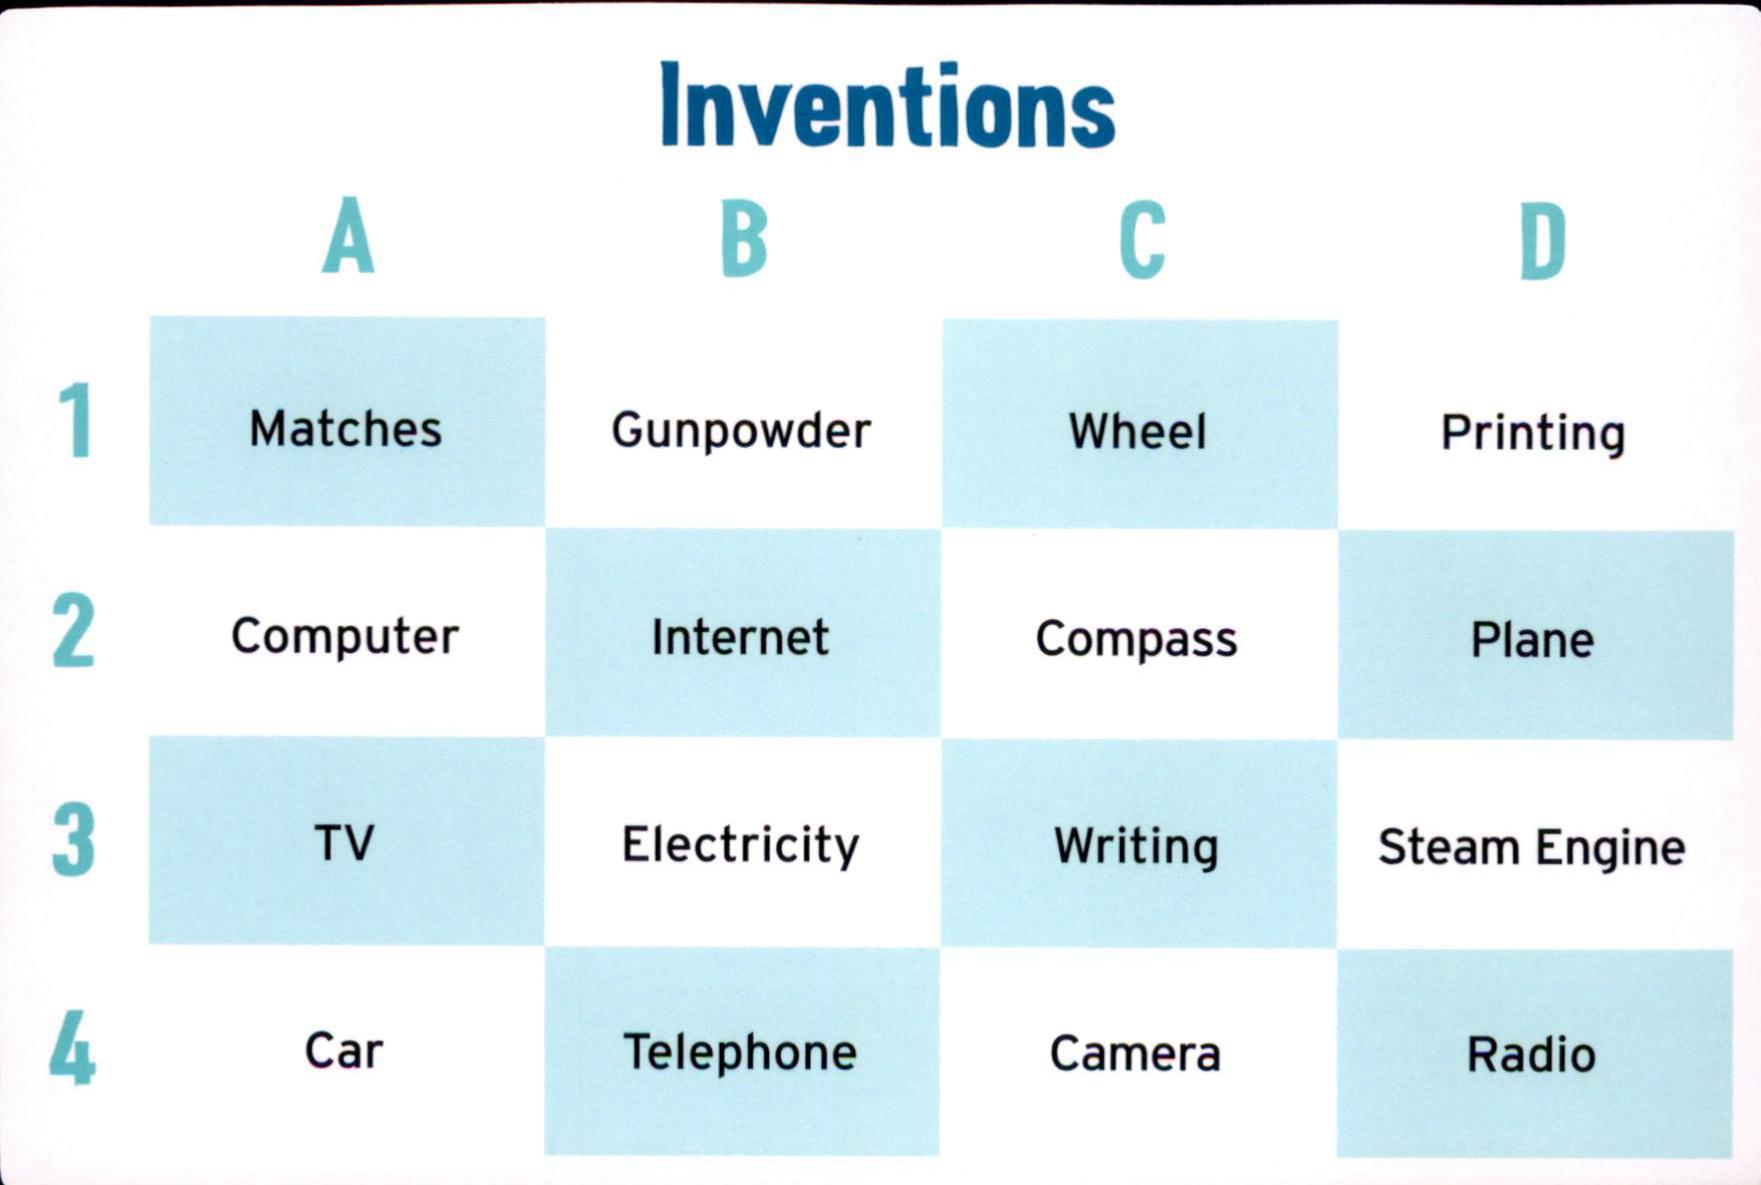 Inventions
A B C D
1 Matches Gunpowder Wheel Printing
2 Computer Internet Compass Plane
3 TV Electricity Writing Steam Engine
4 Car Telephone Camera Radio